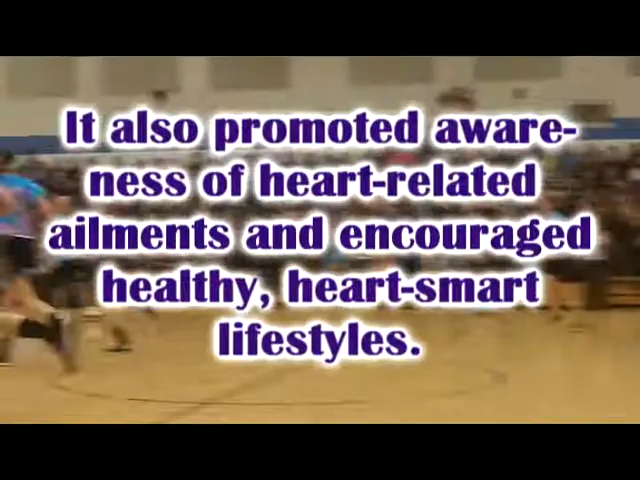 It also promoted aware-
ness of heart-related
ailments and encouraged
healthy, heart-smart
lifestyles.